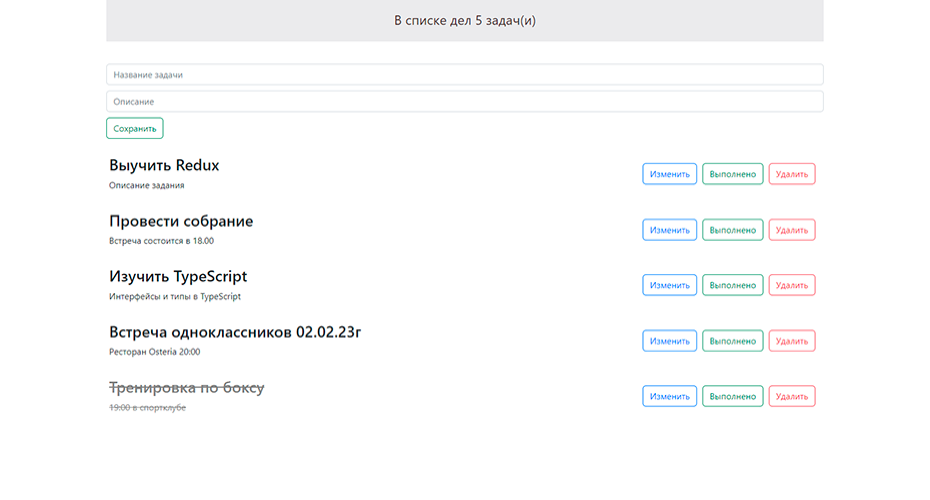 В списке дел 5 задач(и)
Название задачи
Описание
Сохранить
Выучить Redux
Описание задания
Изменить Выполнено Удалить
Провести собрание
Встреча состоится в 18.00
Изменить Выполнено Удалить
Изучить TypeScript
Интерфейсы и типы в TypeScript
Изменить Выполнено Удалить
Встреча одноклассников 02.02.23г
Ресторан Osteria 20:00
Изменить Выполнено Удалить
Тренировка по боксу
19:00 в спортклубе
Изменить Выполнено Удалить